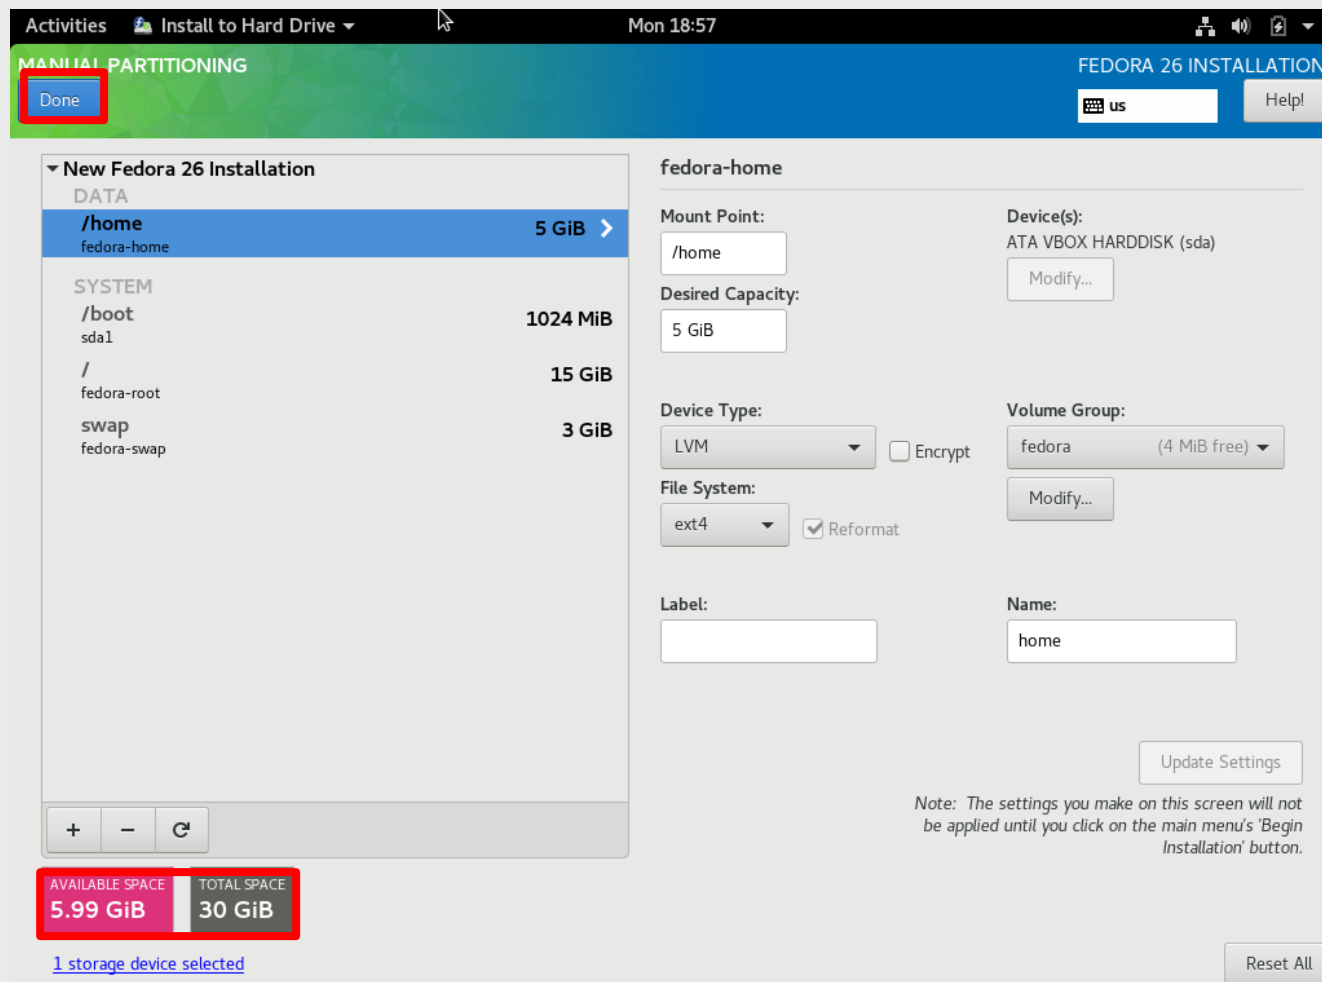 Activities Install to Hard Drive Mon 18:57
MANUAL PARTITIONING FEDORA 26 INSTALLATION
Done us Help!
New Fedora 26 Installation
DATA
/home 5 GiB
fedora-home
SYSTEM
/boot 1024 MiB
sda1
/ 15 GiB
fedora-root
swap 3 GiB
fedora-swap
AVAILABLE SPACE TOTAL SPACE
5.99 GiB 30 GiB
1 storage device selected
fedora-home
Mount Point: Device(s):
/home ATA VBOX HARDDISK (sda)
Modify...
Desired Capacity:
5 GiB
Device Type: Volume Group:
LVM Encrypt fedora (4 MiB free)
File System: Modify...
ext4 Reformat
Label: Name:
home
Update Settings
Note: The settings you make on this screen will not
be applied until you click on the main menu's 'Begin
Installation' button.
Reset All